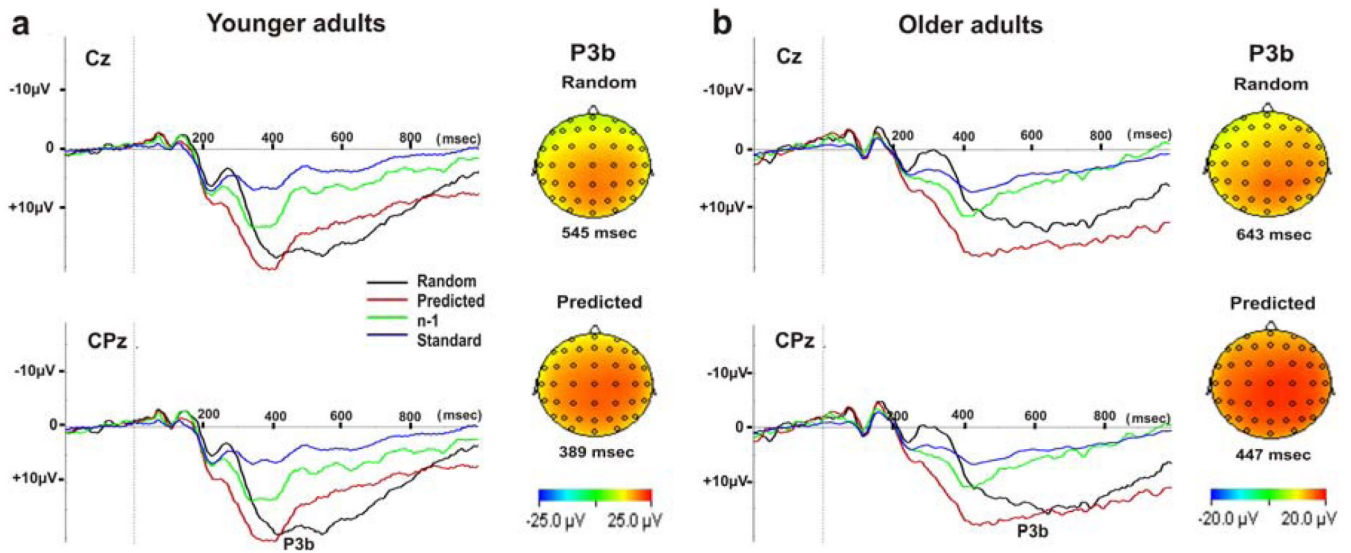 a
Younger adults
Cz
-10µV
0
+10µV
200 400 600 800 (msec)
Random
Predicted
n-1
Standard
CPz
-10µV
0
+10µV
200 400 600 800 (msec)
P3b
P3b
Random
545 msec
Predicted
389 msec
-25.0 µV 25.0 µV
b
Older adults
Cz
-10µV
0
+10µV
200 400 600 800 (msec)
CPz
-10µV
0
+10µV
200 400 600 800 (msec)
P3b
P3b
Random
643 msec
Predicted
447 msec
-20.0 µV 20.0 µV